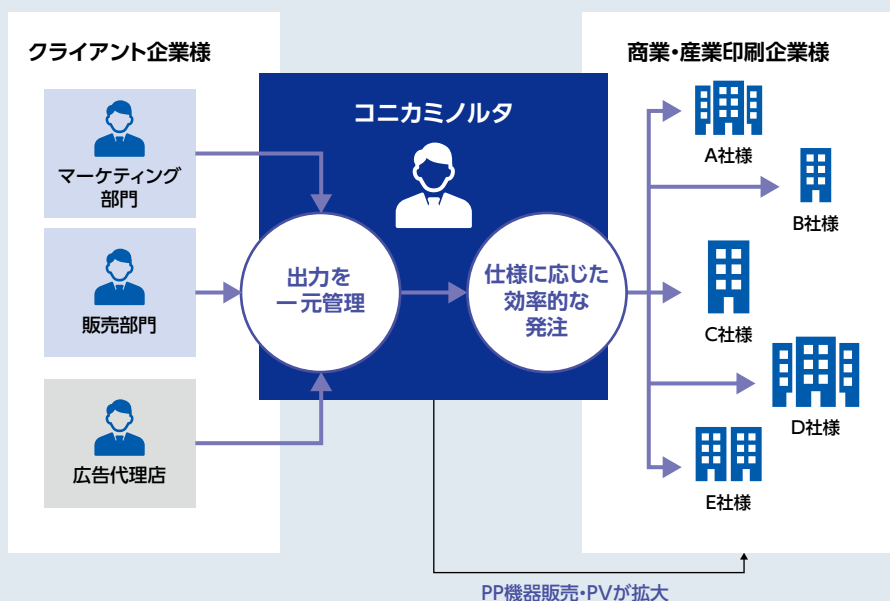 クライアント企業様
マーケティング
部門
販売部門
広告代理店
コニカミノルタ
出力を
一元管理
仕様に応じた
効率的な
発注
商業・産業印刷企業様
A社様
B社様
C社様
D社様
E社様
PP機器販売・PVが拡大